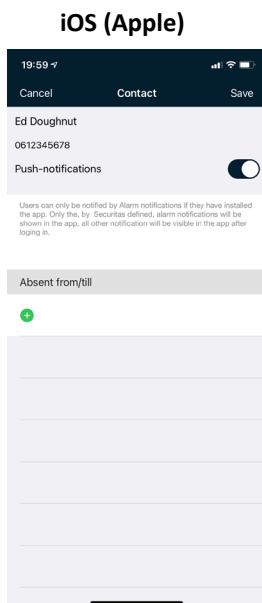 iOS (Apple)
19:59
Cancel Contact Save
Ed Doughnut
0612345678
Push-notifications
Users can only be notified by Alarm notifications if they have installed
the app. Only the, by Securitas defined, alarm notifications will be
shown in the app, all other notification will be visible in the app after
loging in.
Absent from/till